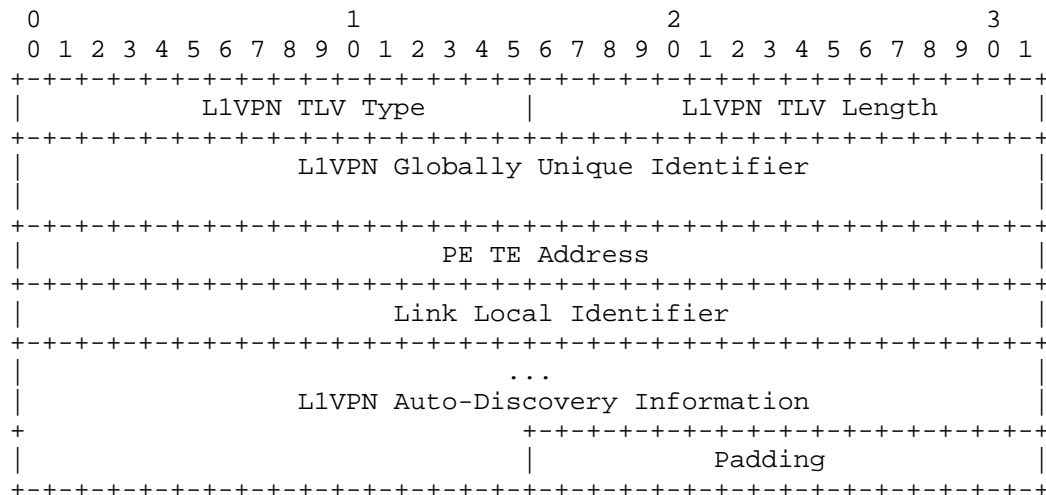 0                   1                   2                   3
 0 1 2 3 4 5 6 7 8 9 0 1 2 3 4 5 6 7 8 9 0 1 2 3 4 5 6 7 8 9 0 1
+-+-+-+-+-+-+-+-+-+-+-+-+-+-+-+-+-+-+-+-+-+-+-+-+-+-+-+-+-+-+-+-+
|           L1VPN TLV Type      |         L1VPN TLV Length      |
+-+-+-+-+-+-+-+-+-+-+-+-+-+-+-+-+-+-+-+-+-+-+-+-+-+-+-+-+-+-+-+-+
|                 L1VPN Globally Unique Identifier              |
|                                                               |
+-+-+-+-+-+-+-+-+-+-+-+-+-+-+-+-+-+-+-+-+-+-+-+-+-+-+-+-+-+-+-+-+
|                          PE TE Address                        |
+-+-+-+-+-+-+-+-+-+-+-+-+-+-+-+-+-+-+-+-+-+-+-+-+-+-+-+-+-+-+-+-+
|                       Link Local Identifier                   |
+-+-+-+-+-+-+-+-+-+-+-+-+-+-+-+-+-+-+-+-+-+-+-+-+-+-+-+-+-+-+-+-+
|                              ...                              |
|                 L1VPN Auto-Discovery Information              |
+                               +-+-+-+-+-+-+-+-+-+-+-+-+-+-+-+-+
|                               |           Padding             |
+-+-+-+-+-+-+-+-+-+-+-+-+-+-+-+-+-+-+-+-+-+-+-+-+-+-+-+-+-+-+-+-+